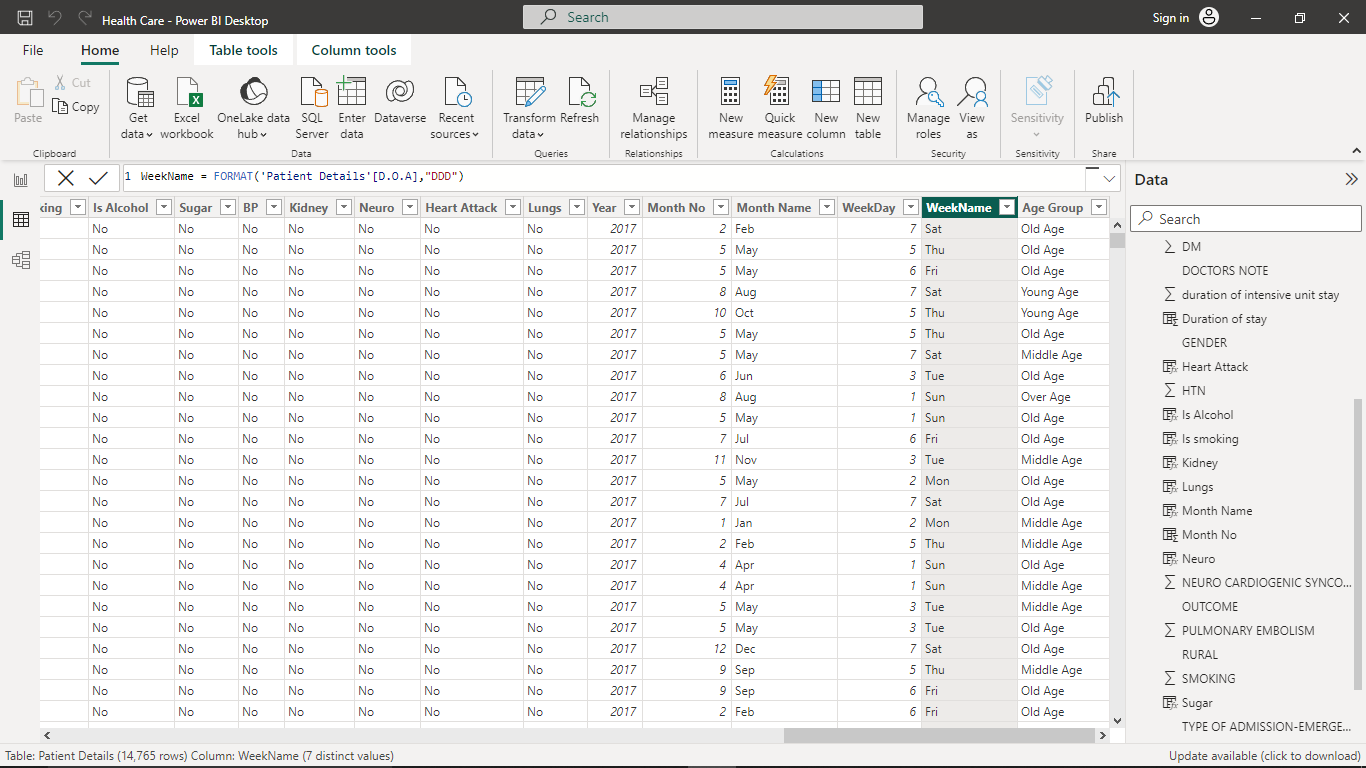 Health Care - Power BI Desktop
Search
Sign in
File Home Help Table tools Column tools
Paste
Cut
Copy
Get data
Excel workbook
OneLake data hub
SQL Server
Enter data
Dataverse
Recent sources
Transform data
Refresh
Manage relationships
New measure
Quick measure
New column
New table
Manage roles
View as
Sensitivity
Publish
Clipboard Data Queries Relationships Calculations Security Sensitivity Share
1 WeekName = FORMAT('Patient Details'[D.O.A],"DDD")
king Is Alcohol Sugar BP Kidney Neuro Heart Attack Lungs Year Month No Month Name WeekDay WeekName Age Group
No No No No No No No 2017 2 Feb 7 Sat Old Age
No No No No No No No 2017 5 May 5 Thu Old Age
No No No No No No No 2017 5 May 6 Fri Old Age
No No No No No No No 2017 8 Aug 7 Sat Young Age
No No No No No No No 2017 10 Oct 5 Thu Young Age
No No No No No No No 2017 5 May 5 Thu Old Age
No No No No No No No 2017 5 May 7 Sat Middle Age
No No No No No No No 2017 6 Jun 3 Tue Old Age
No No No No No No No 2017 8 Aug 1 Sun Over Age
No No No No No No No 2017 5 May 1 Sun Old Age
No No No No No No No 2017 7 Jul 6 Fri Old Age
No No No No No No No 2017 11 Nov 3 Tue Middle Age
No No No No No No No 2017 5 May 2 Mon Old Age
No No No No No No No 2017 7 Jul 7 Sat Old Age
No No No No No No No 2017 1 Jan 2 Mon Middle Age
No No No No No No No 2017 2 Feb 5 Thu Middle Age
No No No No No No No 2017 4 Apr 1 Sun Old Age
No No No No No No No 2017 4 Apr 1 Sun Middle Age
No No No No No No No 2017 5 May 3 Tue Middle Age
No No No No No No No 2017 5 May 3 Tue Old Age
No No No No No No No 2017 12 Dec 7 Sat Old Age
No No No No No No No 2017 9 Sep 5 Thu Middle Age
No No No No No No No 2017 9 Sep 6 Fri Old Age
No No No No No No No 2017 2 Feb 6 Fri Old Age
Data
Search
DM
DOCTORS NOTE
duration of intensive unit stay
Duration of stay
GENDER
Heart Attack
HTN
Is Alcohol
Is smoking
Kidney
Lungs
Month Name
Month No
Neuro
NEURO CARDIOGENIC SYNCO...
OUTCOME
PULMONARY EMBOLISM
RURAL
SMOKING
Sugar
TYPE OF ADMISSION-EMERGE...
Table: Patient Details (14,765 rows) Column: WeekName (7 distinct values)
Update available (click to download)